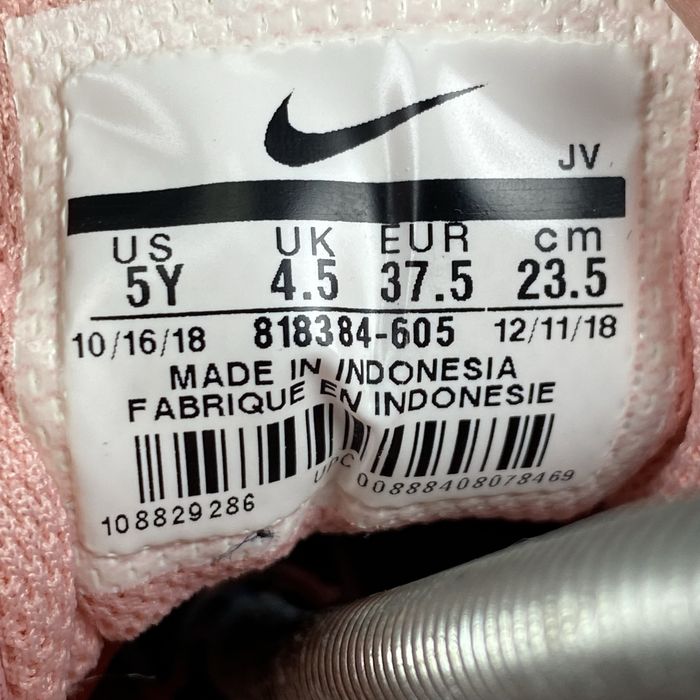 JV
US UK EUR cm
5Y 4.5 37.5 23.5
10/16/18 818384-605 12/11/18
MADE IN INDONESIA
FABRIQUE EN INDONESIE
108829286 UPC 00888408078469